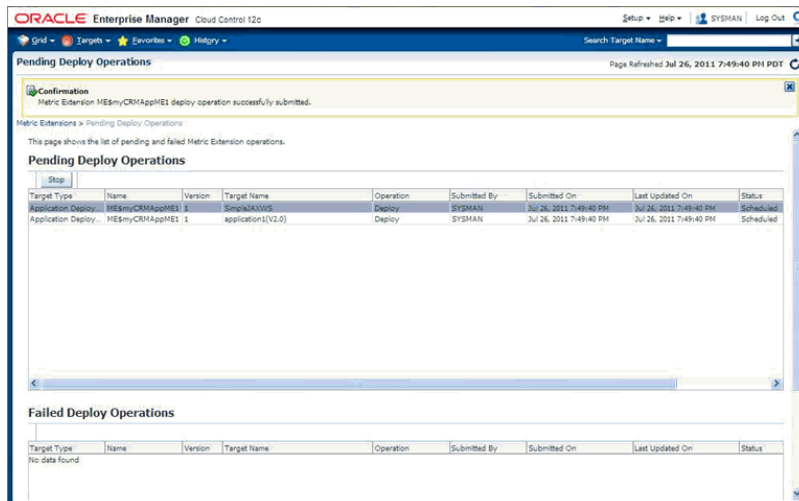 ORACLE Enterprise Manager Cloud Control 12c
Setup Help SYSMAN Log Out
Grid Targets Favorites History Search Target Name
Pending Deploy Operations Page Refreshed Jul 26, 2011 7:49:40 PM PDT
Confirmation
Metric Extension ME$myCRMAppME1 deploy operation successfully submitted.
Metric Extensions > Pending Deploy Operations
This page shows the list of pending and failed Metric Extension operations.
Pending Deploy Operations
Stop
Target Type Name Version Target Name Operation Submitted By Submitted On Last Updated On Status
Application Deploy... ME$myCRMAppME1 1 SimpleJAXWS Deploy SYSMAN Jul 26, 2011 7:49:40 PM Jul 26, 2011 7:49:40 PM Scheduled
Application Deploy... ME$myCRMAppME1 1 application1(V2.0) Deploy SYSMAN Jul 26, 2011 7:49:40 PM Jul 26, 2011 7:49:40 PM Scheduled
Failed Deploy Operations
Target Type Name Version Target Name Operation Submitted By Submitted On Last Updated On Status
No data found